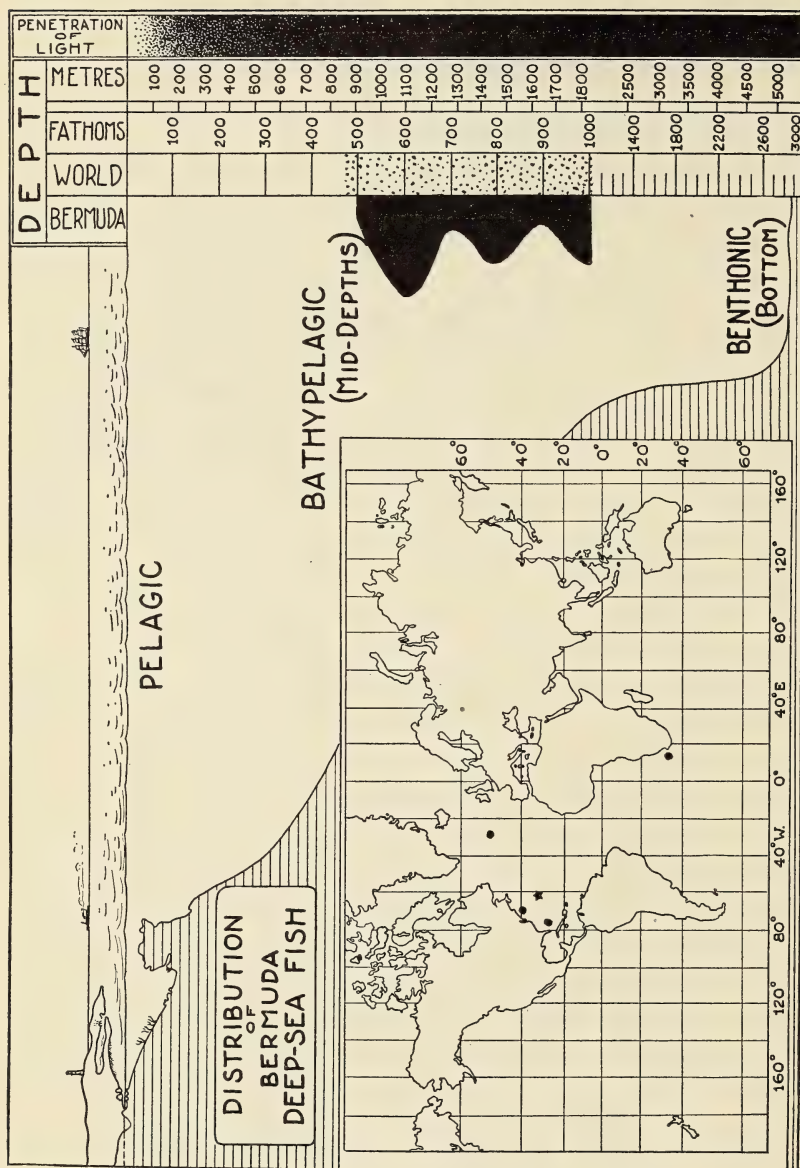 PENETRATION
OF
LIGHT
DEPTH
METRES
100 200 300 400 500 600 700 800 900 1000 1100 1200 1300 1400 1500 1600 1700 1800 2500 3000 3500 4000 4500 5000
FATHOMS
100 200 300 400 500 600 700 800 900 1000 1400 1800 2200 2600 3000
WORLD
BERMUDA
PELAGIC
BATHYPELAGIC
(MID-DEPTHS)
BENTHONIC
(BOTTOM)
DISTRIBUTION
OF
BERMUDA
DEEP-SEA FISH
60°
40°
20°
0°
20°
40°
60°
160° 120° 80° 40°W. 0° 40°E 80° 120° 160°